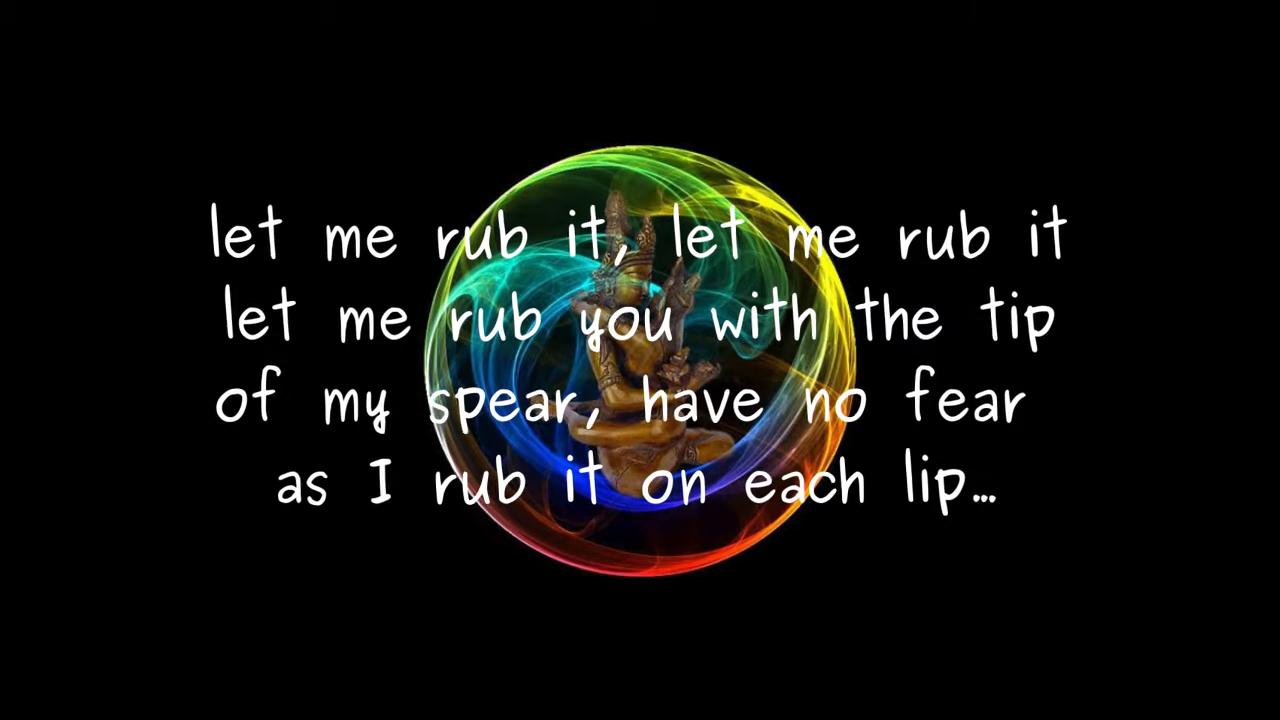 let me rub it, let me rub it
let me rub you with the tip
of my spear, have no fear
as I rub it on each lip...